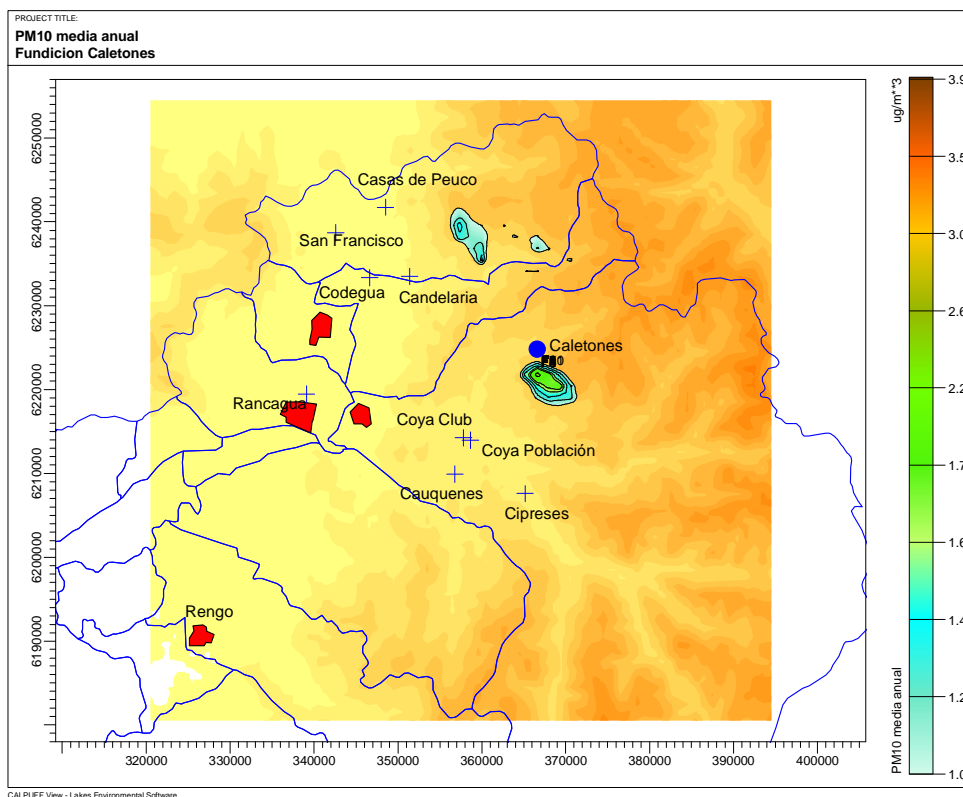 PROJECT TITLE:
PM10 media anual
Fundicion Caletones
ug/m**3
3.9
3.5
3.0
2.6
2.2
1.7
1.6
1.4
1.2
1.0
PM10 media anual
6250000
6240000
6230000
6220000
6210000
6200000
6190000
Casas de Peuco
San Francisco
Codegua
Candelaria
Caletones
Rancagua
Coya Club
Coya Población
Cauquenes
Cipreses
Rengo
320000
330000
340000
350000
360000
370000
380000
390000
400000
CALPUFF View - Lakes Environmental Software